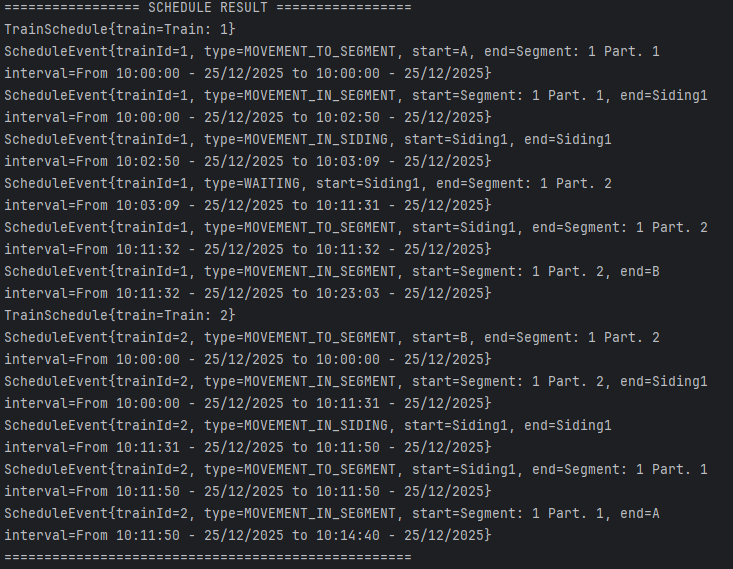 ================= SCHEDULE RESULT =================
TrainSchedule{train=Train: 1}
ScheduleEvent{trainId=1, type=MOVEMENT_TO_SEGMENT, start=A, end=Segment: 1 Part. 1
interval=From 10:00:00 - 25/12/2025 to 10:00:00 - 25/12/2025}
ScheduleEvent{trainId=1, type=MOVEMENT_IN_SEGMENT, start=Segment: 1 Part. 1, end=Siding1
interval=From 10:00:00 - 25/12/2025 to 10:02:50 - 25/12/2025}
ScheduleEvent{trainId=1, type=MOVEMENT_IN_SIDING, start=Siding1, end=Siding1
interval=From 10:02:50 - 25/12/2025 to 10:03:09 - 25/12/2025}
ScheduleEvent{trainId=1, type=WAITING, start=Siding1, end=Segment: 1 Part. 2
interval=From 10:03:09 - 25/12/2025 to 10:11:31 - 25/12/2025}
ScheduleEvent{trainId=1, type=MOVEMENT_TO_SEGMENT, start=Siding1, end=Segment: 1 Part. 2
interval=From 10:11:32 - 25/12/2025 to 10:11:32 - 25/12/2025}
ScheduleEvent{trainId=1, type=MOVEMENT_IN_SEGMENT, start=Segment: 1 Part. 2, end=B
interval=From 10:11:32 - 25/12/2025 to 10:23:03 - 25/12/2025}
TrainSchedule{train=Train: 2}
ScheduleEvent{trainId=2, type=MOVEMENT_TO_SEGMENT, start=B, end=Segment: 1 Part. 2
interval=From 10:00:00 - 25/12/2025 to 10:00:00 - 25/12/2025}
ScheduleEvent{trainId=2, type=MOVEMENT_IN_SEGMENT, start=Segment: 1 Part. 2, end=Siding1
interval=From 10:00:00 - 25/12/2025 to 10:11:31 - 25/12/2025}
ScheduleEvent{trainId=2, type=MOVEMENT_IN_SIDING, start=Siding1, end=Siding1
interval=From 10:11:31 - 25/12/2025 to 10:11:50 - 25/12/2025}
ScheduleEvent{trainId=2, type=MOVEMENT_TO_SEGMENT, start=Siding1, end=Segment: 1 Part. 1
interval=From 10:11:50 - 25/12/2025 to 10:11:50 - 25/12/2025}
ScheduleEvent{trainId=2, type=MOVEMENT_IN_SEGMENT, start=Segment: 1 Part. 1, end=A
interval=From 10:11:50 - 25/12/2025 to 10:14:40 - 25/12/2025}
===================================================